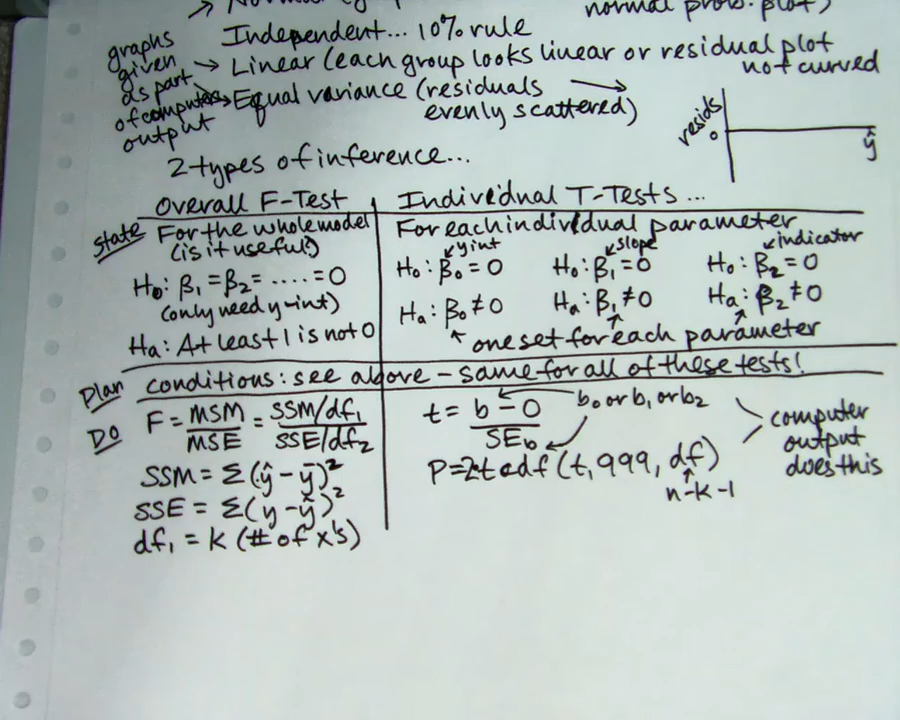 normal prob. plot)
Independent... 10% rule
graphs given as part of computer output
→ Linear (each group looks linear or residual plot not curved
→ Equal variance (residuals evenly scattered)
resids
0
ŷ
2 types of inference...
Overall F-Test
Individual T-Tests...
State
For the whole model
(is it useful?)
H₀: β₁ = β₂ = ..... = 0
(only need y-int)
Ha: At least 1 is not 0
For each individual parameter
y int
slope
indicator
H₀: β₀ = 0
H₀: β₁ = 0
H₀: β₂ = 0
Ha: β₀ ≠ 0
Ha: β₁ ≠ 0
Ha: β₂ ≠ 0
one set for each parameter
Plan
conditions: see above - same for all of these tests!
Do
F = MSM/MSE = (SSM/df₁)/(SSE/df₂)
SSM = Σ(ŷ - ȳ)²
SSE = Σ(y - ŷ)²
df₁ = k (# of x's)
t = (b - 0)/SE_b
b₀ or b₁ or b₂
P = 2tcdf(t, 999, df)
n-k-1
computer
output
does this